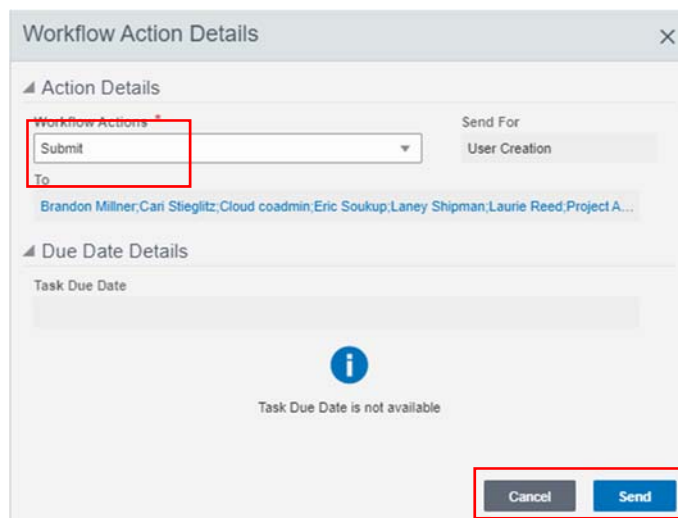 Workflow Action Details
Action Details
Workflow Actions *
Send For
Submit
User Creation
To
Brandon Millner;Cari Stieglitz;Cloud coadmin;Eric Soukup;Laney Shipman;Laurie Reed;Project A...
Due Date Details
Task Due Date
Task Due Date is not available
Cancel
Send